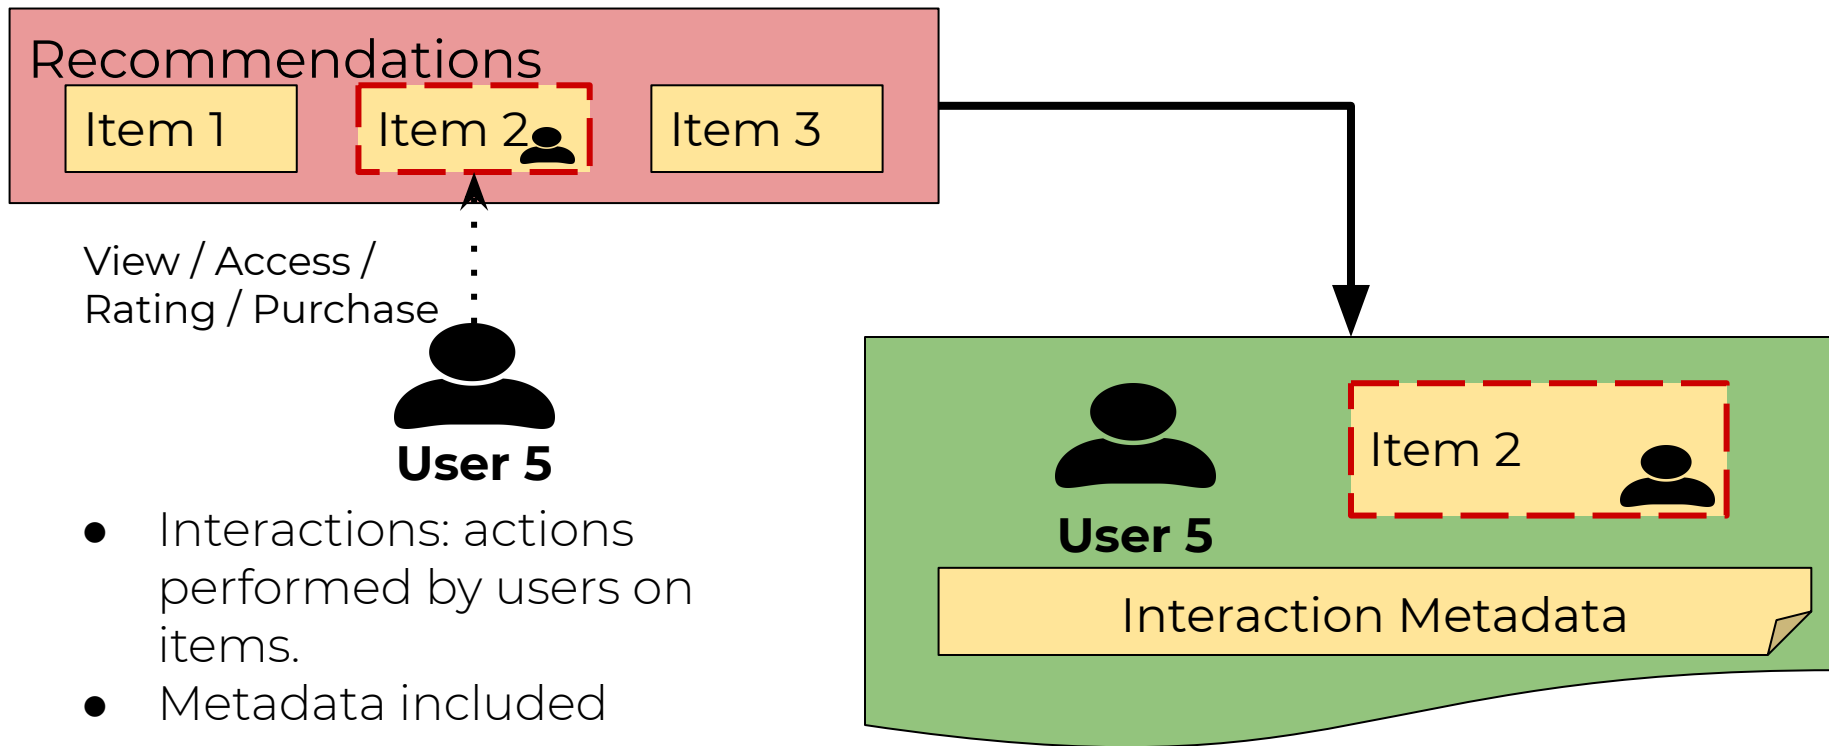 Recommendations
Item 1
Item 2
Item 3
View / Access /
Rating / Purchase
User 5
Interactions: actions
performed by users on
items.
Metadata included
User 5
Item 2
Interaction Metadata